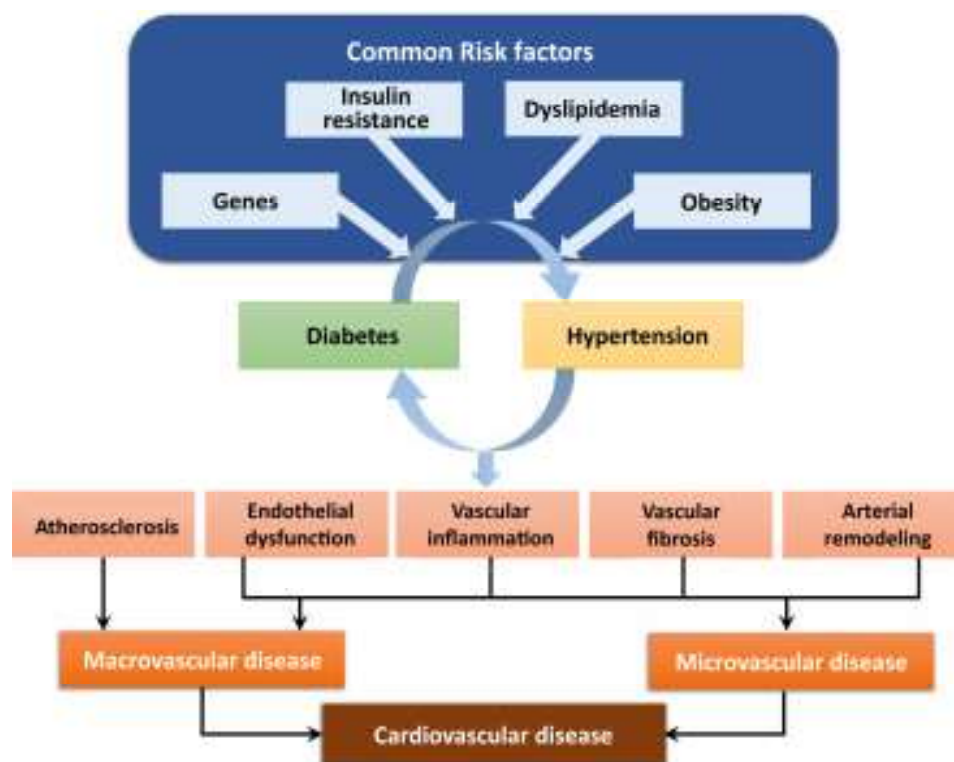 Common Risk factors
Insulin
resistance
Dyslipidemia
Genes
Obesity
Diabetes
Hypertension
Atherosclerosis
Endothelial
dysfunction
Vascular
inflammation
Vascular
fibrosis
Arterial
remodeling
Macrovascular disease
Microvascular disease
Cardiovascular disease